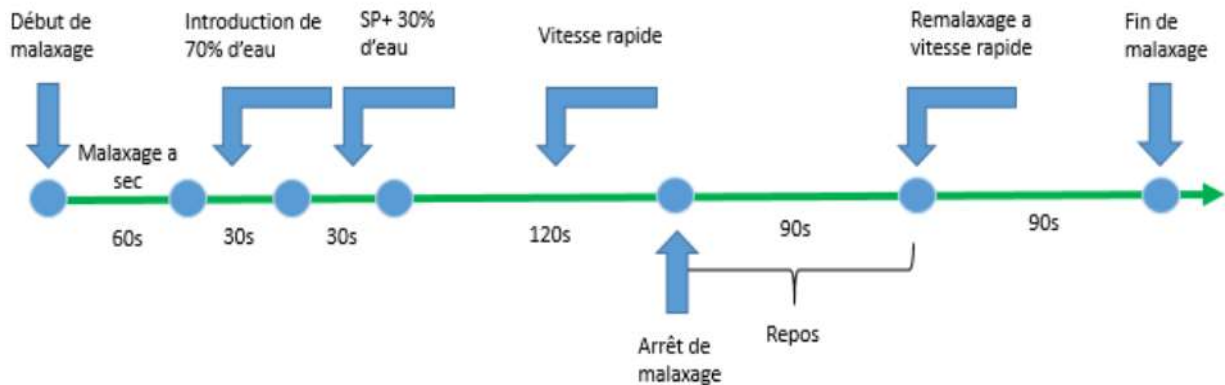 Début de
malaxage
Introduction de
70% d'eau
SP+ 30%
d'eau
Vitesse rapide
Remalaxage a
vitesse rapide
Fin de
malaxage
Malaxage a
sec
60s
30s
30s
120s
90s
90s
Arrêt de
malaxage
Repos